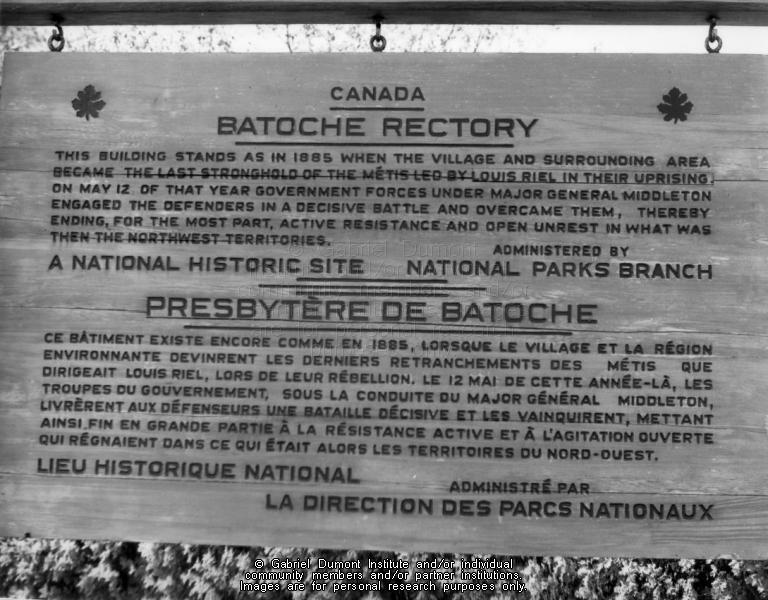 CANADA
BATOCHE RECTORY
THIS BUILDING STANDS AS IN 1885 WHEN THE VILLAGE AND SURROUNDING AREA
BECAME THE LAST STRONGHOLD OF THE MÉTIS LED BY LOUIS RIEL IN THEIR UPRISING.
ON MAY 12 OF THAT YEAR GOVERNMENT FORCES UNDER MAJOR GENERAL MIDDLETON
ENGAGED THE DEFENDERS IN A DECISIVE BATTLE AND OVERCAME THEM, THEREBY
ENDING, FOR THE MOST PART, ACTIVE RESISTANCE AND OPEN UNREST IN WHAT WAS
THEN THE NORTHWEST TERRITORIES.
ADMINISTERED BY
A NATIONAL HISTORIC SITE NATIONAL PARKS BRANCH
PRESBYTÈRE DE BATOCHE
CE BÂTIMENT EXISTE ENCORE COMME EN 1885, LORSQUE LE VILLAGE ET LA RÉGION
ENVIRONNANTE DEVINRENT LES DERNIERS RETRANCHEMENTS DES MÉTIS QUE
DIRIGEAIT LOUIS RIEL, LORS DE LEUR RÉBELLION. LE 12 MAI DE CETTE ANNÉE-LÀ, LES
TROUPES DU GOUVERNEMENT, SOUS LA CONDUITE DU MAJOR GÉNÉRAL MIDDLETON,
LIVRÈRENT AUX DÉFENSEURS UNE BATAILLE DÉCISIVE ET LES VAINQUIRENT, METTANT
AINSI FIN EN GRANDE PARTIE À LA RÉSISTANCE ACTIVE ET À L'AGITATION OUVERTE
QUI RÉGNAIENT DANS CE QUI ÉTAIT ALORS LES TERRITOIRES DU NORD-OUEST.
LIEU HISTORIQUE NATIONAL
ADMINISTRÉ PAR
LA DIRECTION DES PARCS NATIONAUX
© Gabriel Dumont Institute and/or individual
community members and/or partner institutions.
Images are for personal research purposes only.